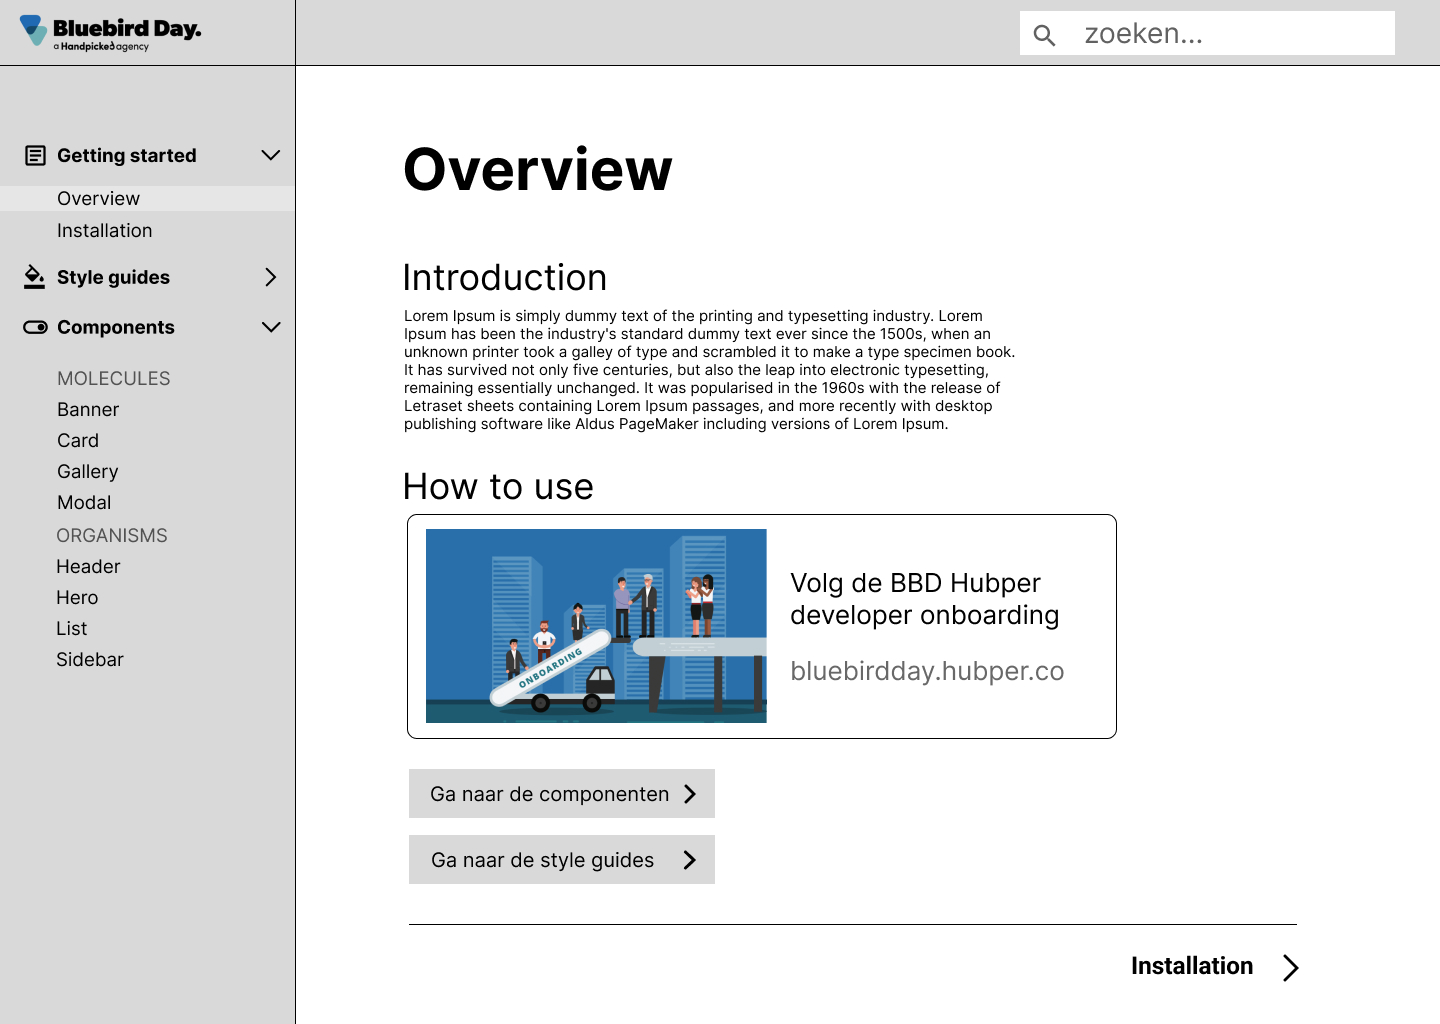 Bluebird Day.
a Handpicked agency
zoeken...
Getting started
Overview
Installation
Style guides
Components
MOLECULES
Banner
Card
Gallery
Modal
ORGANISMS
Header
Hero
List
Sidebar
Overview
Introduction
Lorem Ipsum is simply dummy text of the printing and typesetting industry. Lorem
Ipsum has been the industry's standard dummy text ever since the 1500s, when an
unknown printer took a galley of type and scrambled it to make a type specimen book.
It has survived not only five centuries, but also the leap into electronic typesetting,
remaining essentially unchanged. It was popularised in the 1960s with the release of
Letraset sheets containing Lorem Ipsum passages, and more recently with desktop
publishing software like Aldus PageMaker including versions of Lorem Ipsum.
How to use
ONBOARDING
Volg de BBD Hubper
developer onboarding
bluebirdday.hubper.co
Ga naar de componenten
Ga naar de style guides
Installation